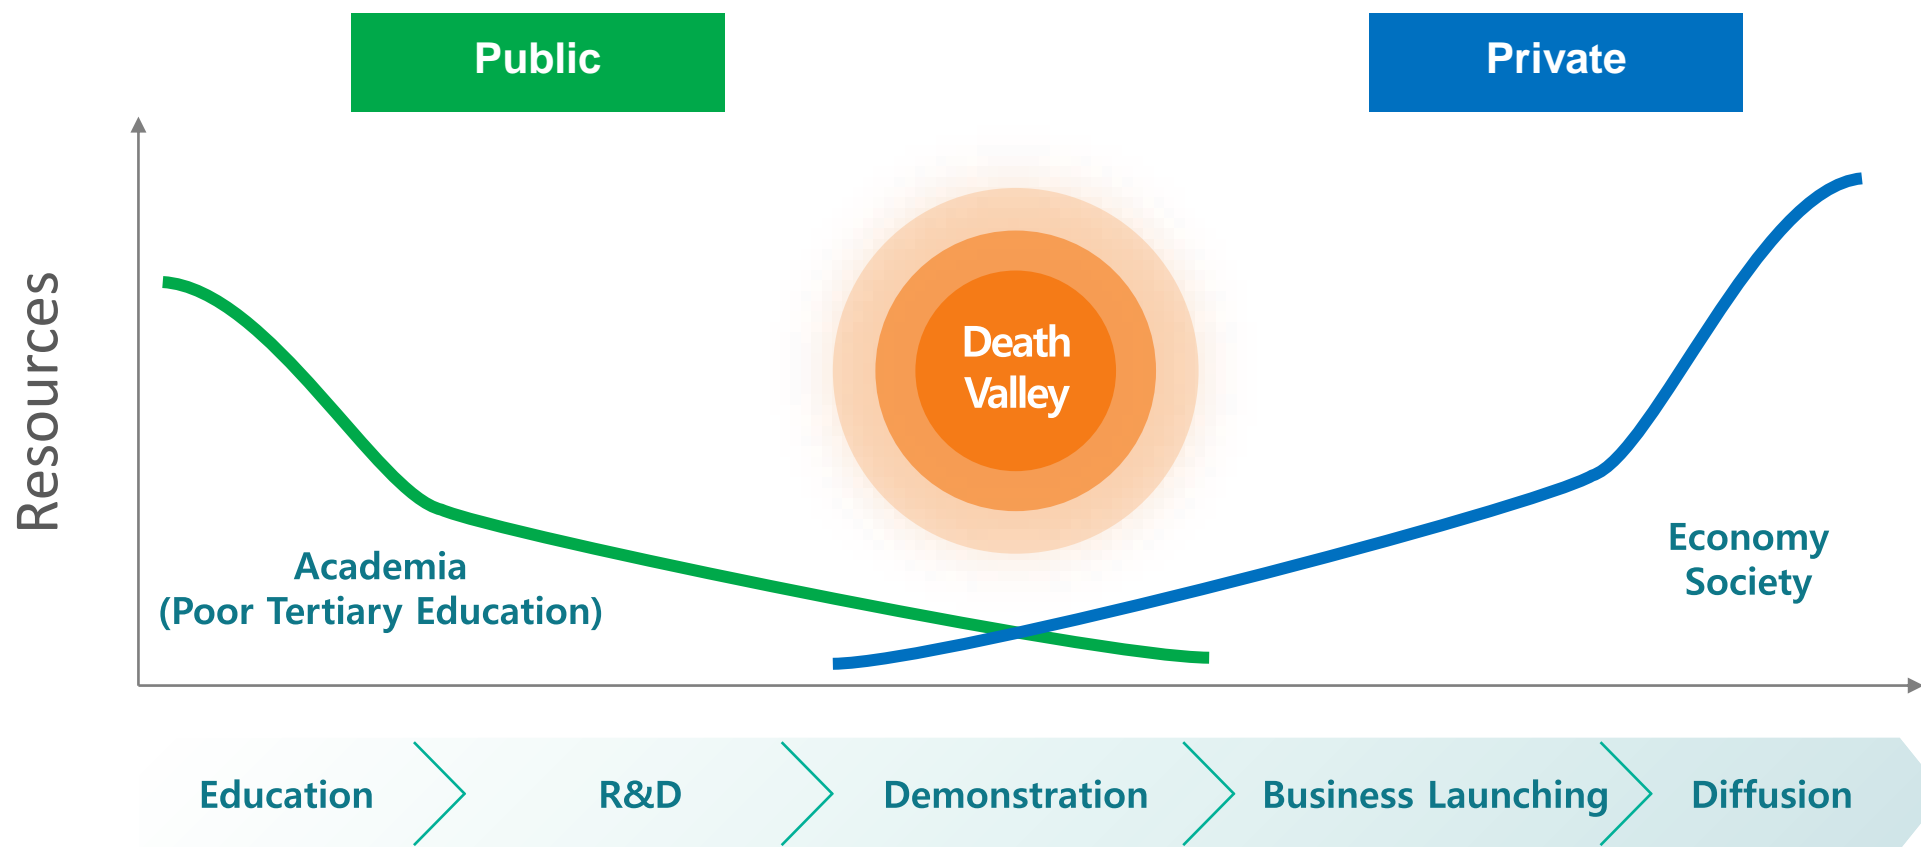 Public
Private
Resources
Death
Valley
Academia
(Poor Tertiary Education)
Economy
Society
Education
R&D
Demonstration
Business Launching
Diffusion